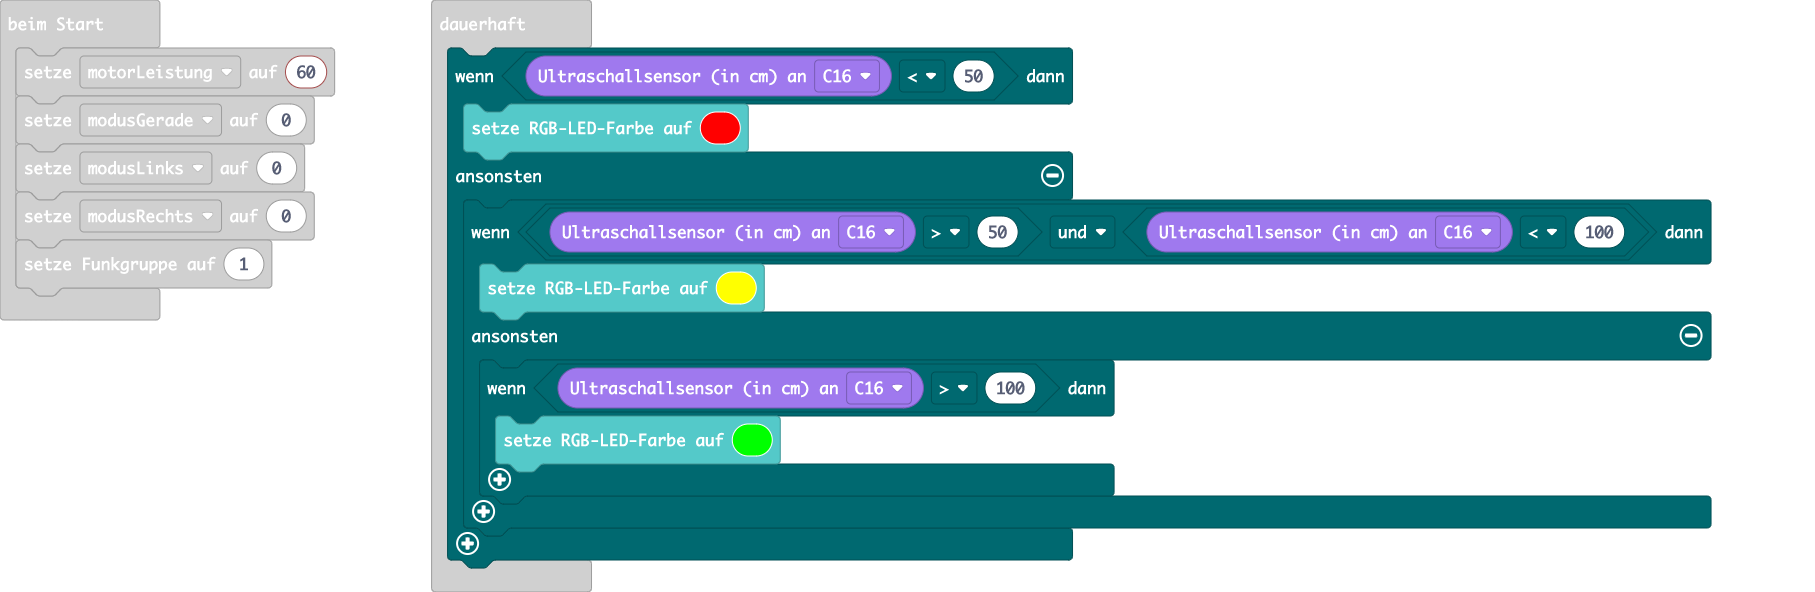 beim Start
setze motorLeistung auf 60
setze modusGerade auf 0
setze modusLinks auf 0
setze modusRechts auf 0
setze Funkgruppe auf 1
dauerhaft
wenn Ultraschallsensor (in cm) an C16 < 50 dann
setze RGB-LED-Farbe auf
ansonsten
wenn Ultraschallsensor (in cm) an C16 > 50 und Ultraschallsensor (in cm) an C16 < 100 dann
setze RGB-LED-Farbe auf
ansonsten
wenn Ultraschallsensor (in cm) an C16 > 100 dann
setze RGB-LED-Farbe auf